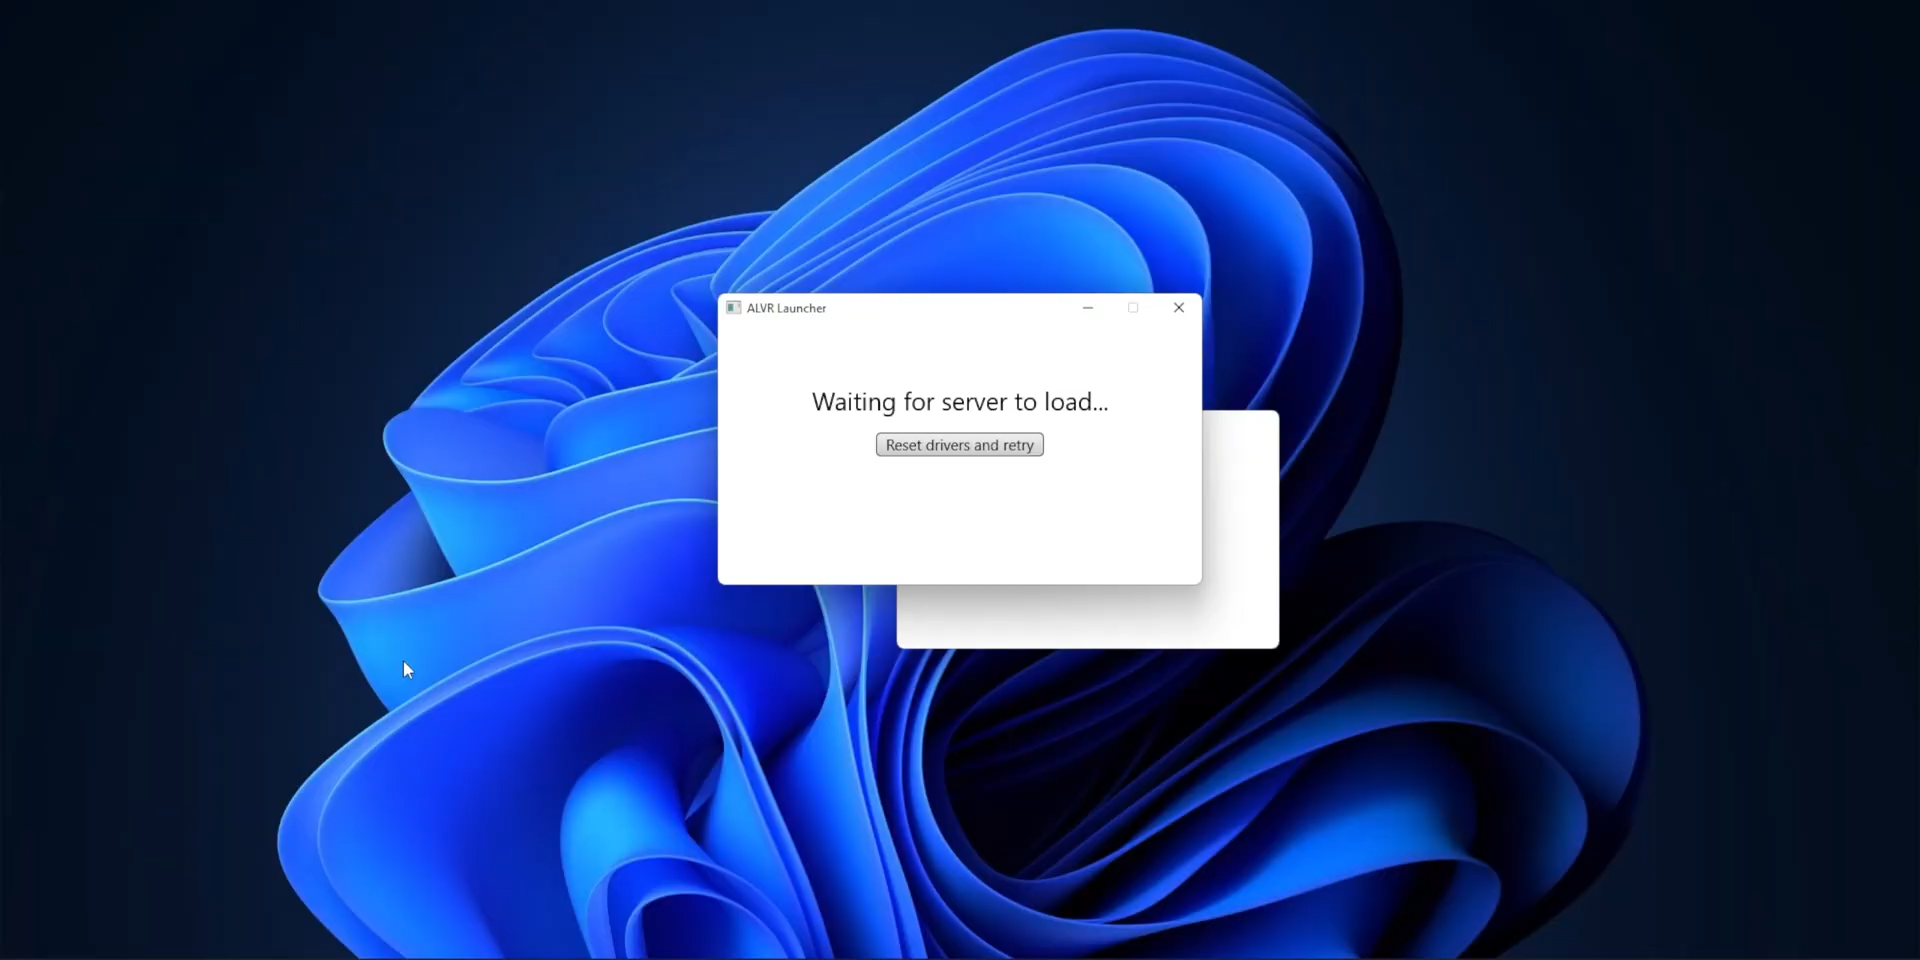 ALVR Launcher
Waiting for server to load...
Reset drivers and retry